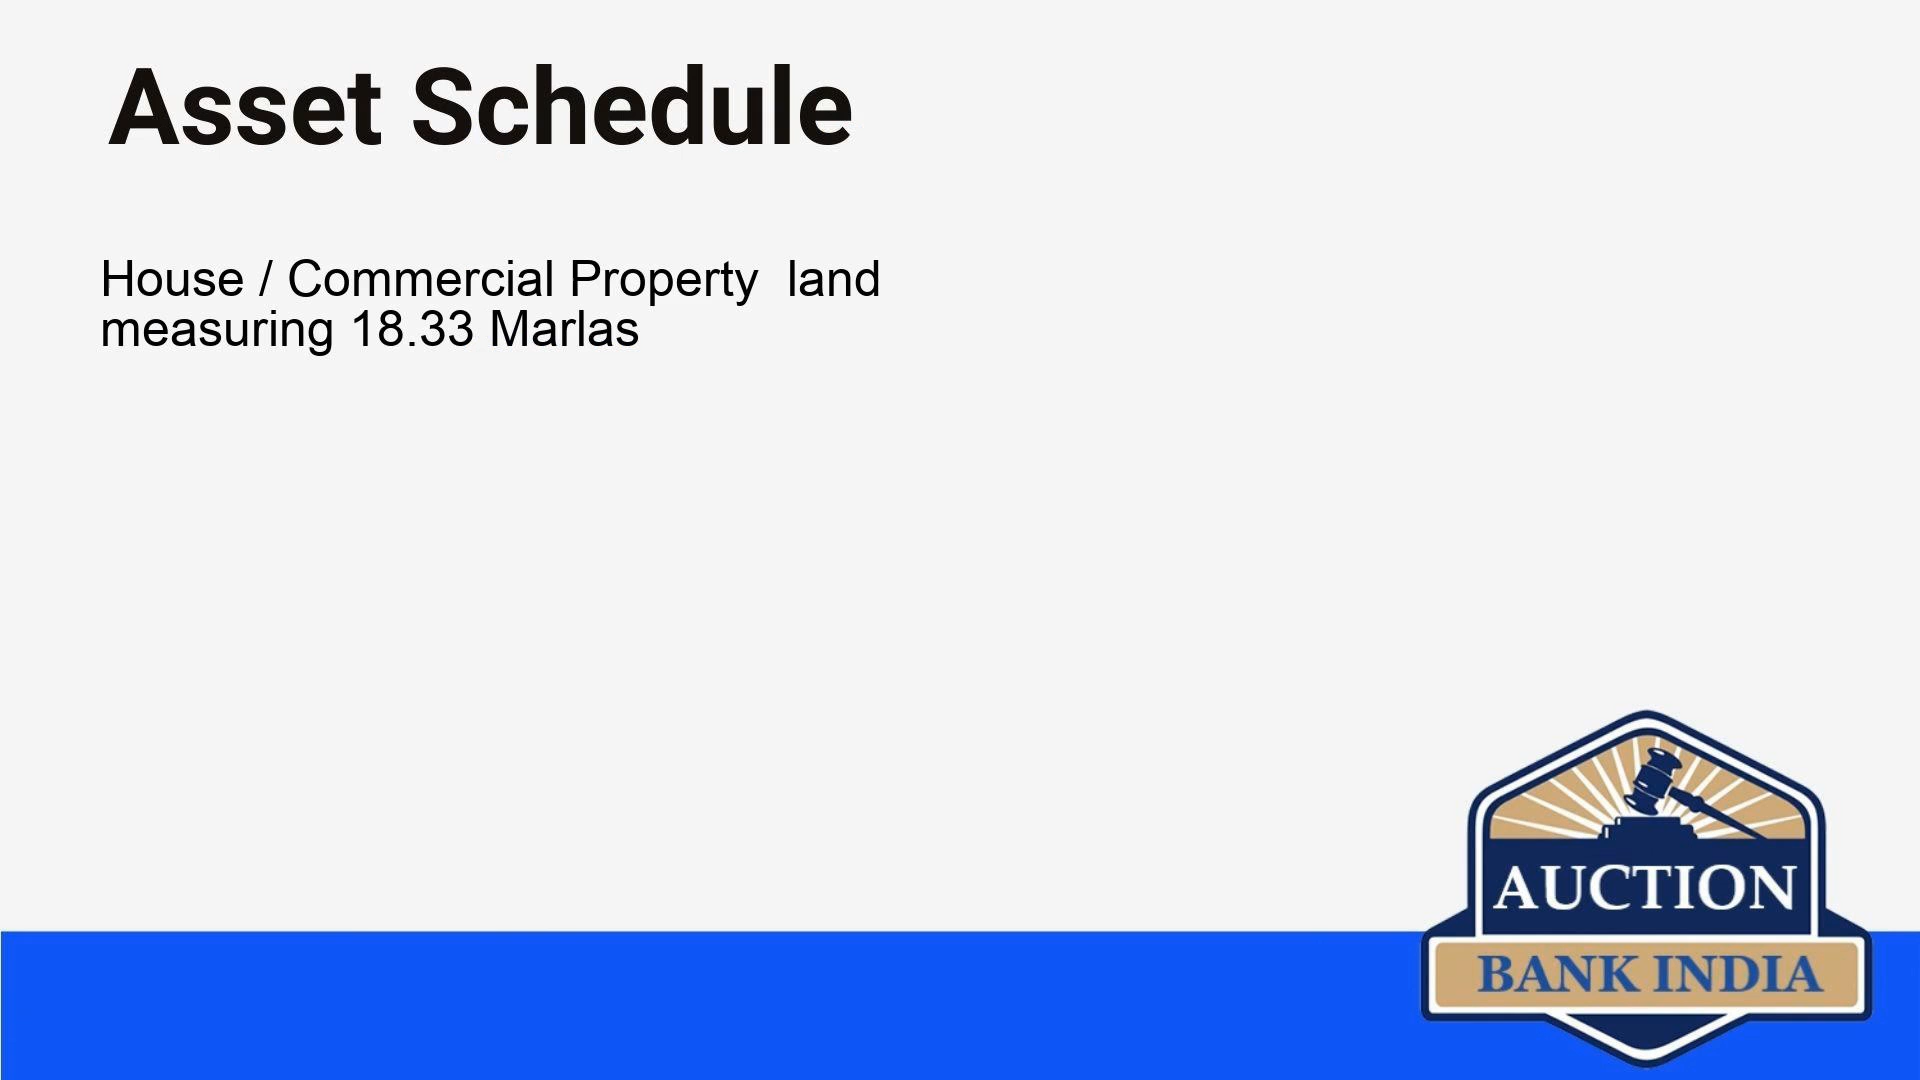 Asset Schedule
House / Commercial Property  land
measuring 18.33 Marlas
AUCTION
BANK INDIA